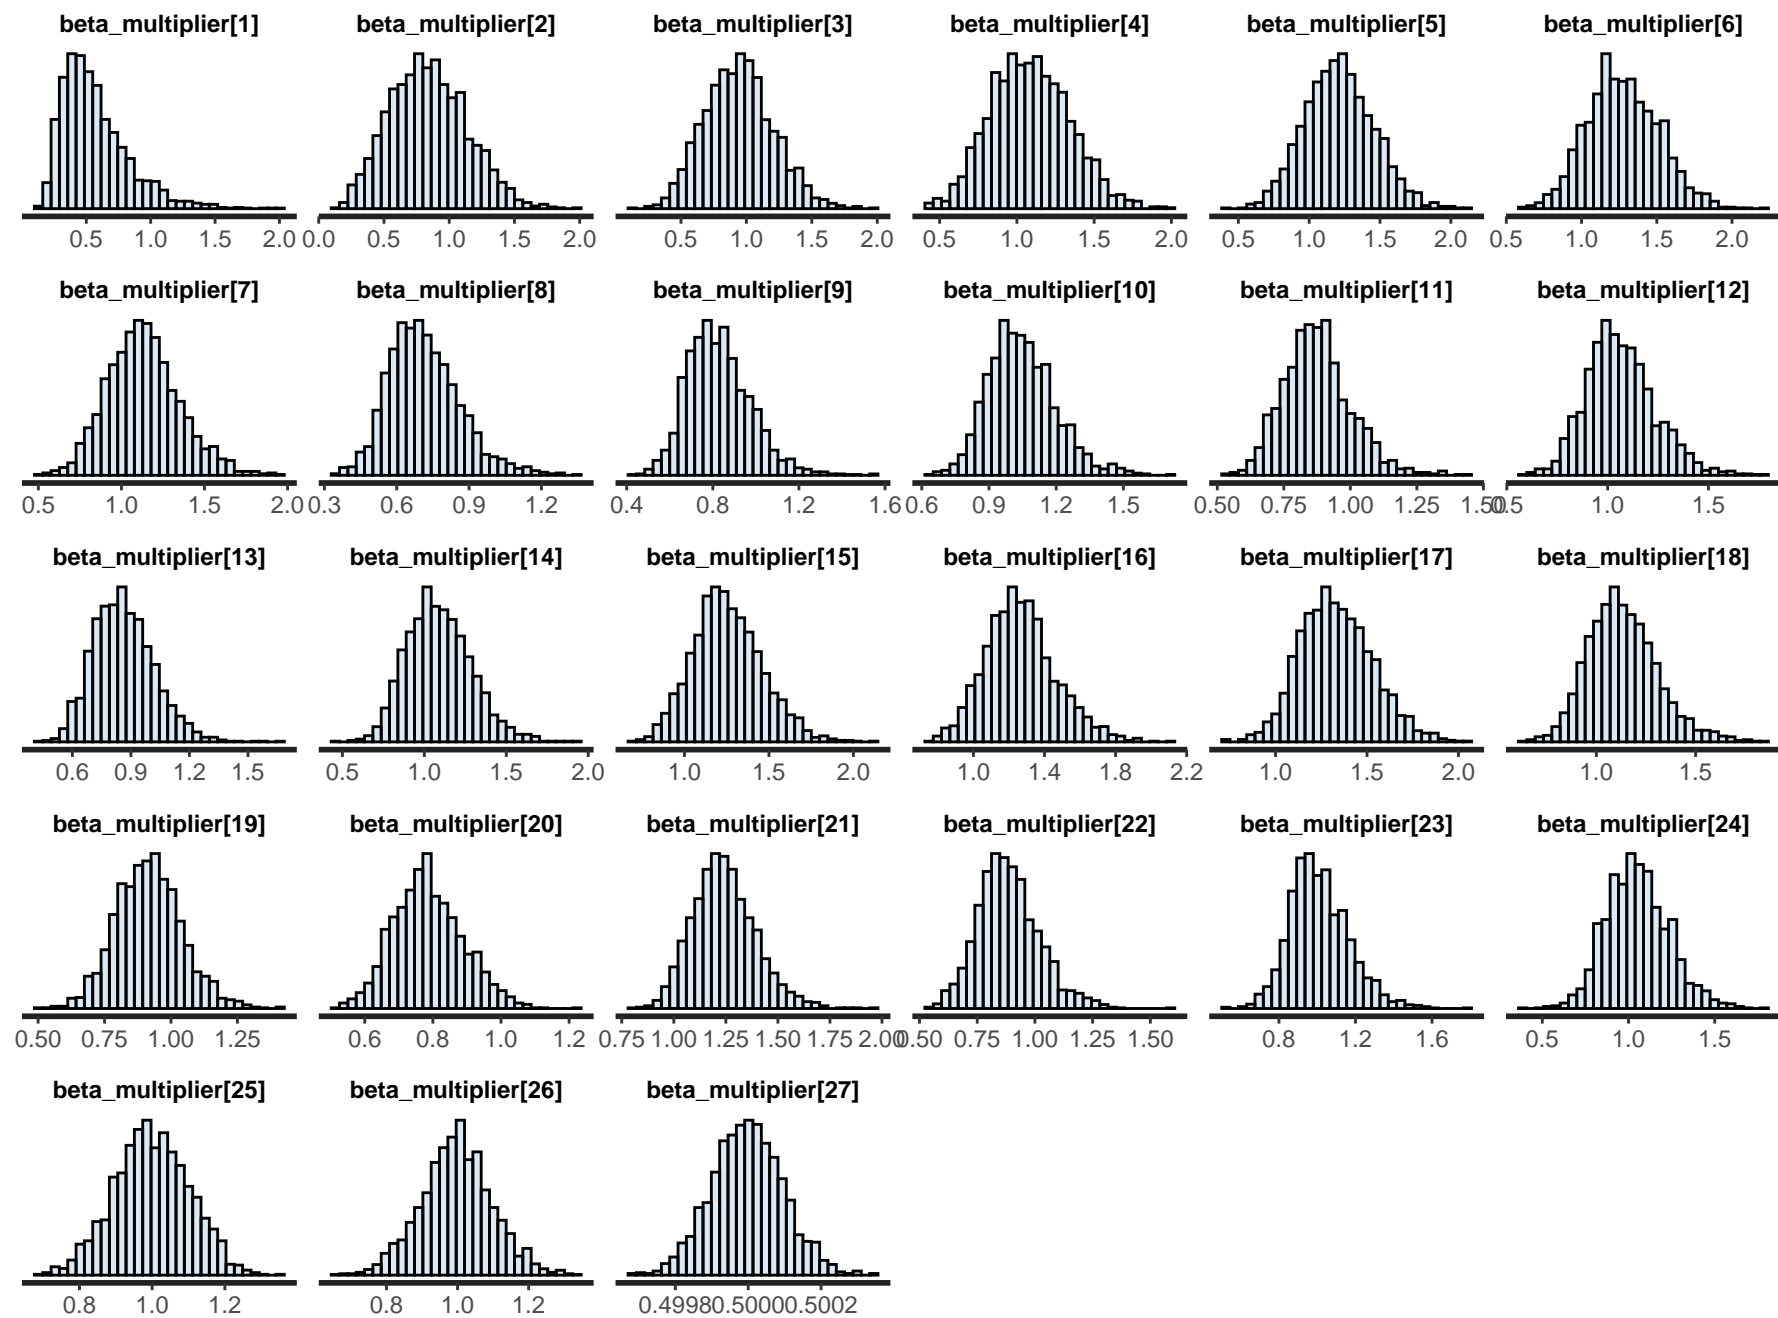 beta_multiplier[1] beta_multiplier[2] beta_multiplier[3] beta_multiplier[4] beta_multiplier[5] beta_multiplier[6]
0.5 1.0 1.5 2.0 0.0 0.5 1.0 1.5 2.0 0.5 1.0 1.5 2.0 0.5 1.0 1.5 2.0 0.5 1.0 1.5 2.0 0.5 1.0 1.5 2.0
beta_multiplier[7] beta_multiplier[8] beta_multiplier[9] beta_multiplier[10] beta_multiplier[11] beta_multiplier[12]
0.5 1.0 1.5 2.0 0.3 0.6 0.9 1.2 0.4 0.8 1.2 1.6 0.6 0.9 1.2 1.5 0.50 0.75 1.00 1.25 1.50 0.5 1.0 1.5
beta_multiplier[13] beta_multiplier[14] beta_multiplier[15] beta_multiplier[16] beta_multiplier[17] beta_multiplier[18]
0.6 0.9 1.2 1.5 0.5 1.0 1.5 2.0 1.0 1.5 2.0 1.0 1.4 1.8 2.2 1.0 1.5 2.0 1.0 1.5
beta_multiplier[19] beta_multiplier[20] beta_multiplier[21] beta_multiplier[22] beta_multiplier[23] beta_multiplier[24]
0.50 0.75 1.00 1.25 0.6 0.8 1.0 1.2 0.75 1.00 1.25 1.50 1.75 2.00 0.50 0.75 1.00 1.25 1.50 0.8 1.2 1.6 0.5 1.0 1.5
beta_multiplier[25] beta_multiplier[26] beta_multiplier[27]
0.8 1.0 1.2 0.8 1.0 1.2 0.4998 0.5000 0.5002